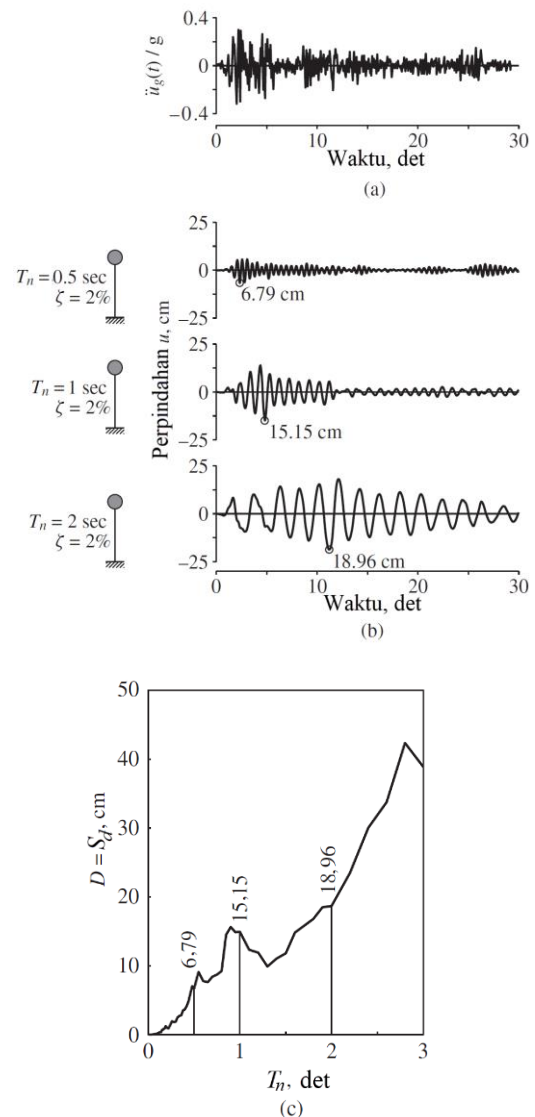 0.4
0
−0.4
ü_g(t) / g
0 10 20 30
Waktu, det
(a)
T_n = 0.5 sec
ζ = 2%
25
0
−25
6.79 cm
T_n = 1 sec
ζ = 2%
Perpindahan u, cm
25
0
−25
15.15 cm
T_n = 2 sec
ζ = 2%
25
0
−25
18.96 cm
0 10 20 30
Waktu, det
(b)
50
40
30
20
10
0
D = S_d, cm
6,79
15,15
18,96
0 1 2 3
T_n, det
(c)